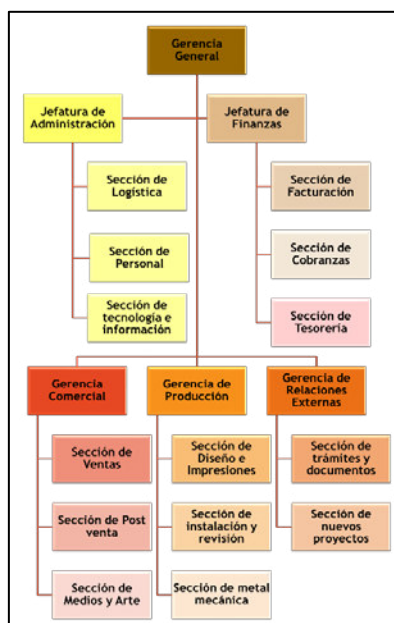 Gerencia
General
Jefatura de
Administración
Jefatura de
Finanzas
Sección de
Logística
Sección de
Personal
Sección de
tecnología e
información
Sección de
Facturación
Sección de
Cobranzas
Sección de
Tesorería
Gerencia
Comercial
Gerencia de
Producción
Gerencia de
Relaciones
Externas
Sección de
Ventas
Sección de Post
venta
Sección de
Medios y Arte
Sección de
Diseño e
Impresiones
Sección de
instalación y
revisión
Sección de metal
mecánica
Sección de
trámites y
documentos
Sección de
nuevos
proyectos